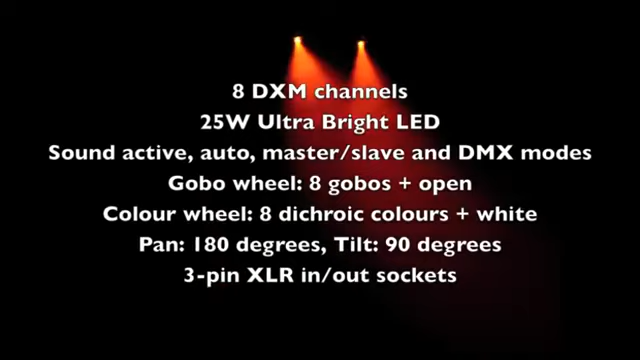 8 DXM channels
25W Ultra Bright LED
Sound active, auto, master/slave and DMX modes
Gobo wheel: 8 gobos + open
Colour wheel: 8 dichroic colours + white
Pan: 180 degrees, Tilt: 90 degrees
3-pin XLR in/out sockets